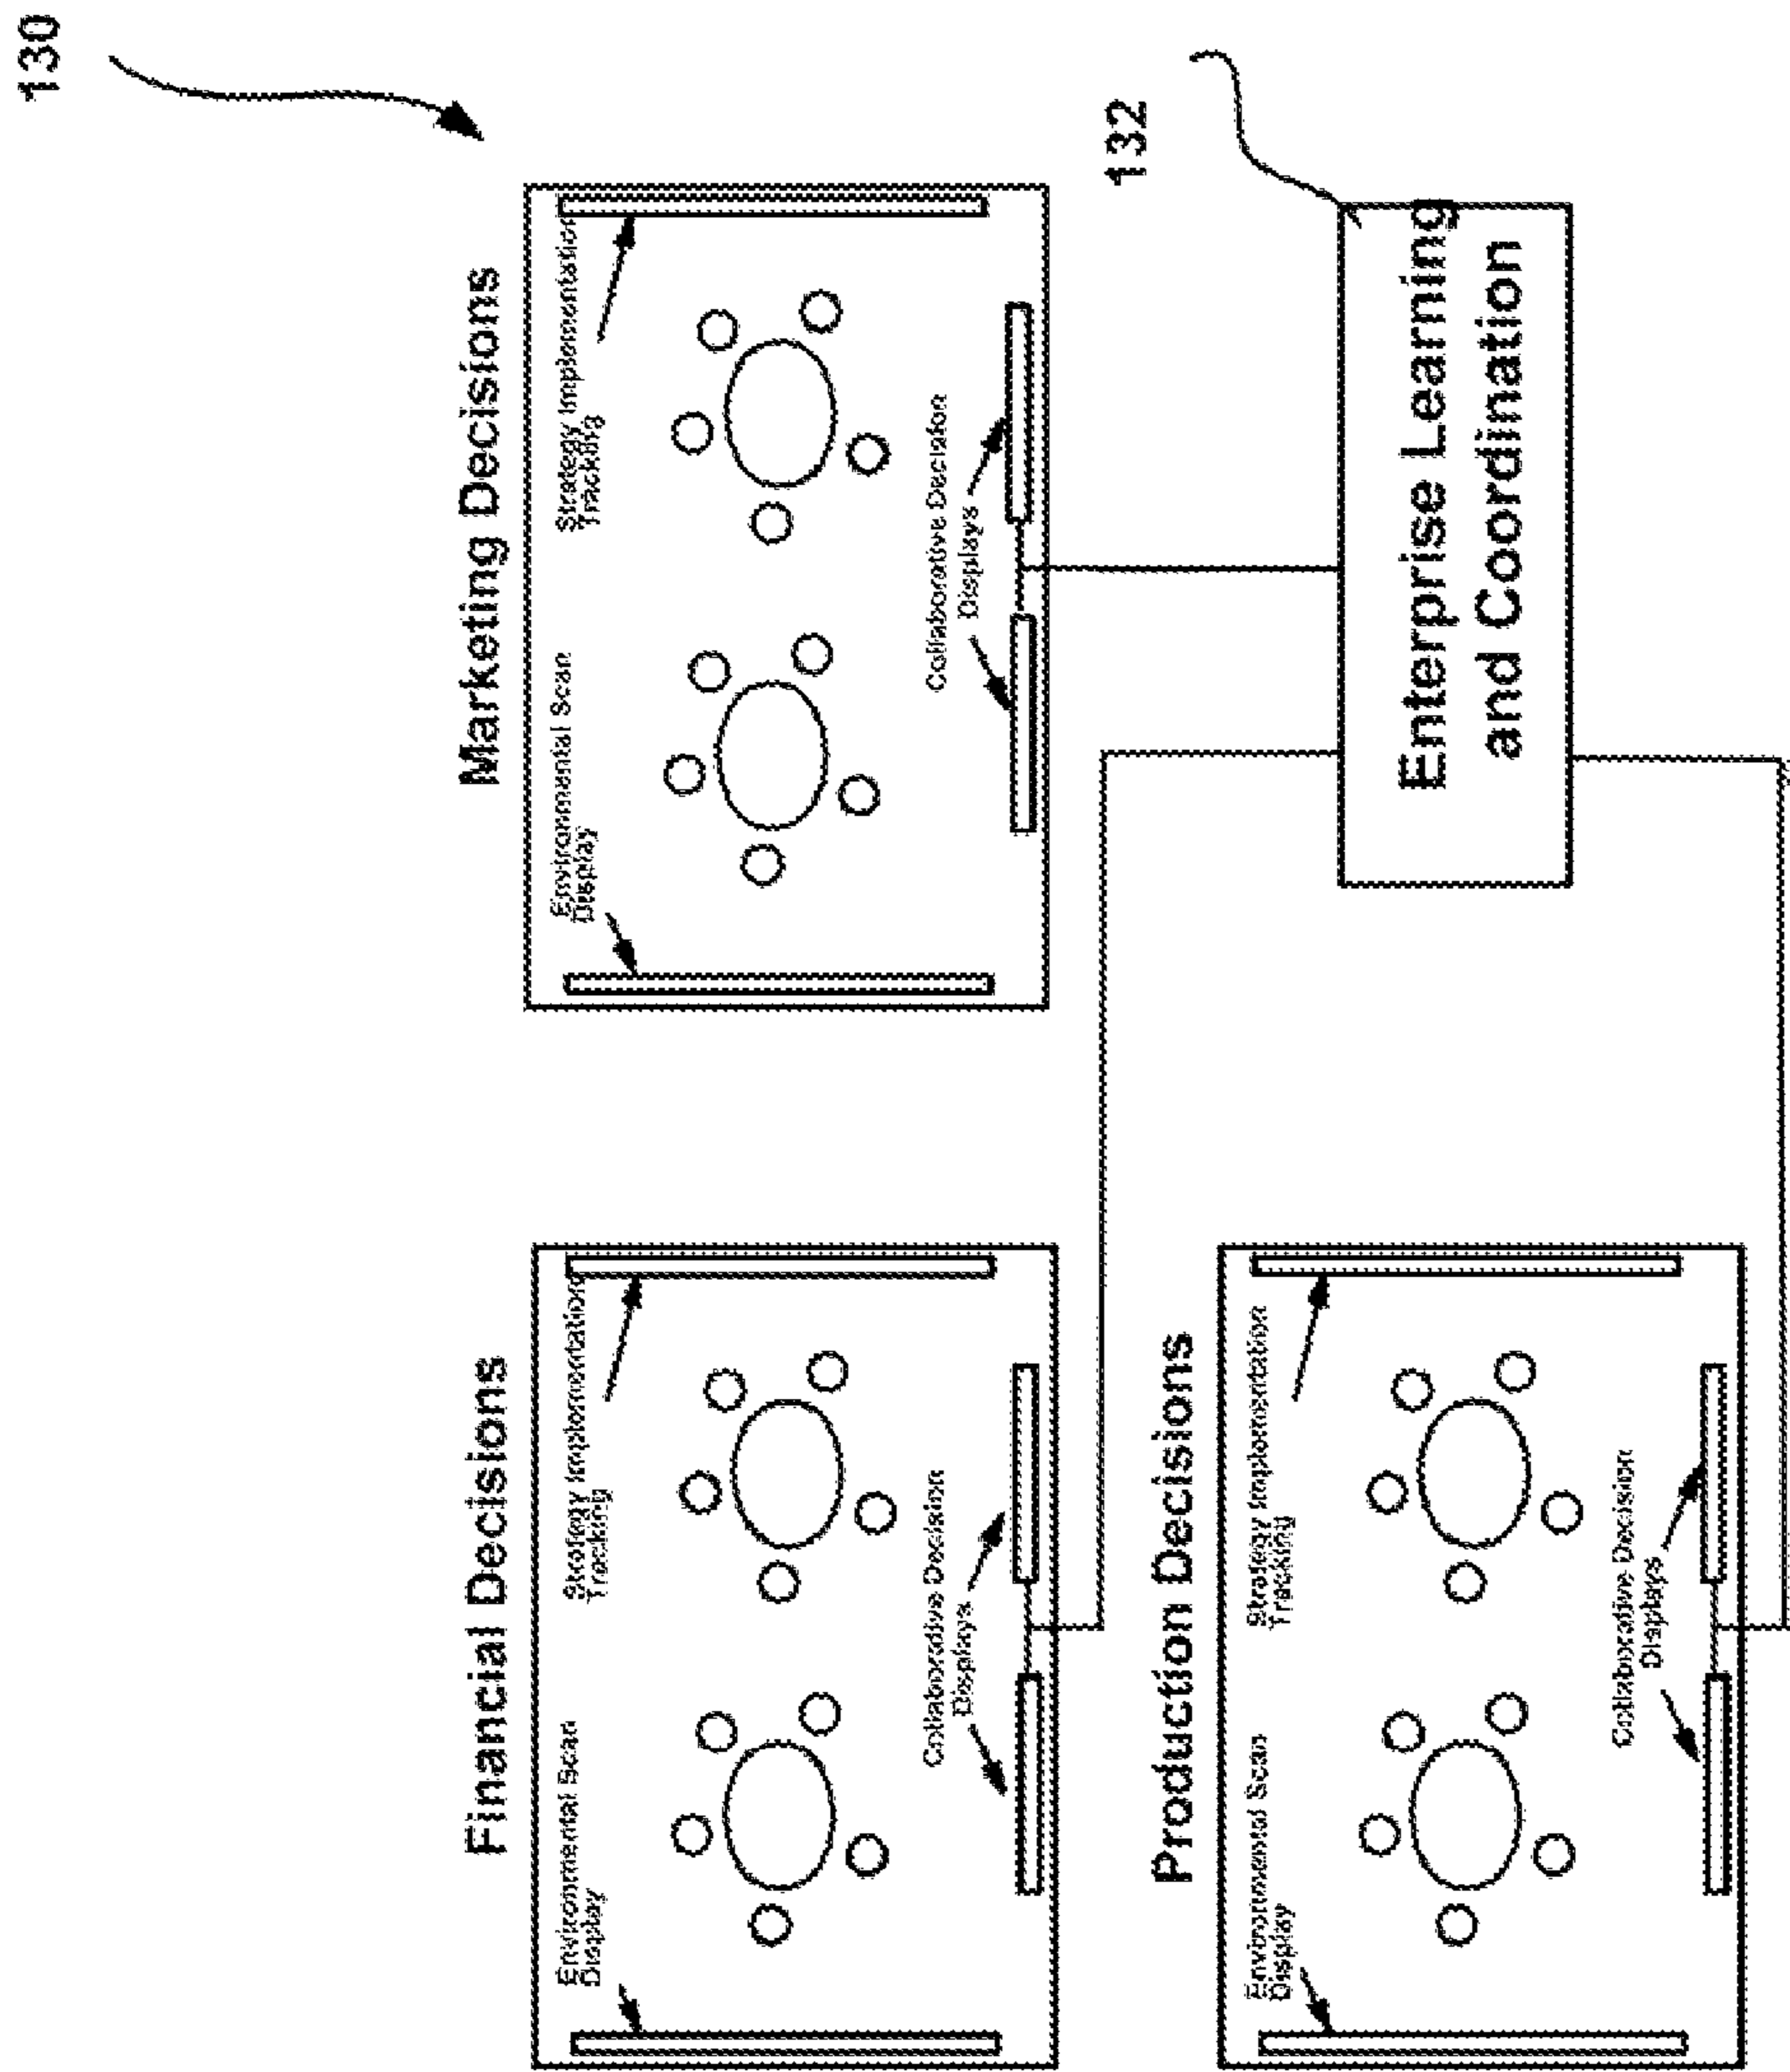 130
Financial Decisions
Environmental Scan
Display
Strategy Implementation
Tracking
Collaborative Decision
Displays
Marketing Decisions
Environmental Scan
Display
Strategy Implementation
Tracking
Collaborative Decision
Displays
Production Decisions
Environmental Scan
Display
Strategy Implementation
Tracking
Collaborative Decision
Displays
132
Enterprise Learning
and Coordination